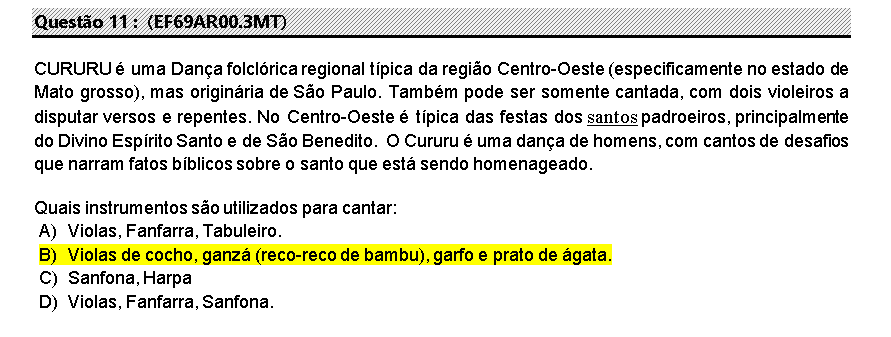 Questão 11 : (EF69AR00.3MT)
CURURU é uma Dança folclórica regional típica da região Centro-Oeste (especificamente no estado de
Mato grosso), mas originária de São Paulo. Também pode ser somente cantada, com dois violeiros a
disputar versos e repentes. No Centro-Oeste é típica das festas dos santos padroeiros, principalmente
do Divino Espírito Santo e de São Benedito. O Cururu é uma dança de homens, com cantos de desafios
que narram fatos bíblicos sobre o santo que está sendo homenageado.
Quais instrumentos são utilizados para cantar:
A) Violas, Fanfarra, Tabuleiro.
B) Violas de cocho, ganzá (reco-reco de bambu), garfo e prato de ágata.
C) Sanfona, Harpa
D) Violas, Fanfarra, Sanfona.